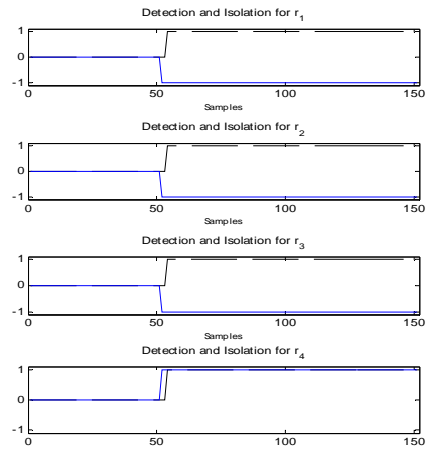 Detection and Isolation for r1
1
0
-1
0 50 100 150
Samples
Detection and Isolation for r2
1
0
-1
0 50 100 150
Samples
Detection and Isolation for r3
1
0
-1
0 50 100 150
Samples
Detection and Isolation for r4
1
0
-1
0 50 100 150